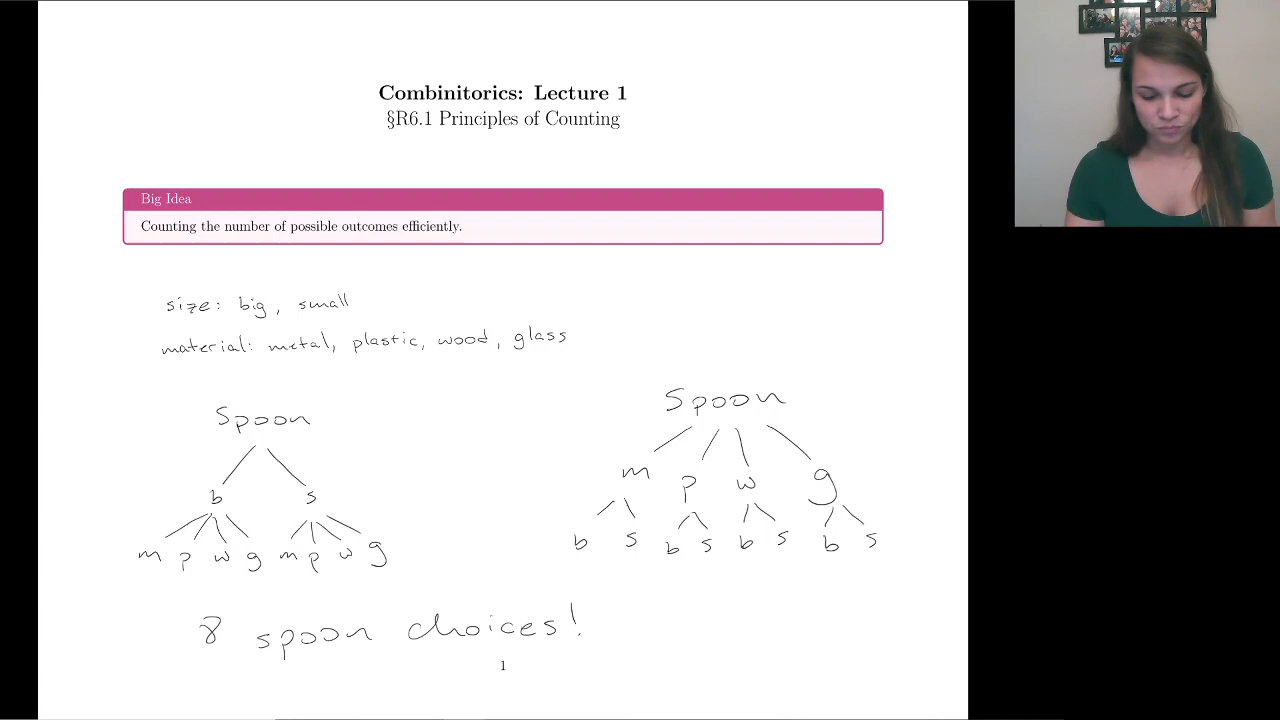 Combinitorics: Lecture 1
§R6.1 Principles of Counting
Big Idea
Counting the number of possible outcomes efficiently.
size: big, small
material: metal, plastic, wood, glass
Spoon
b s
m p w g m p w g
Spoon
m p w g
b s b s b s b s
8 spoon choices!
1